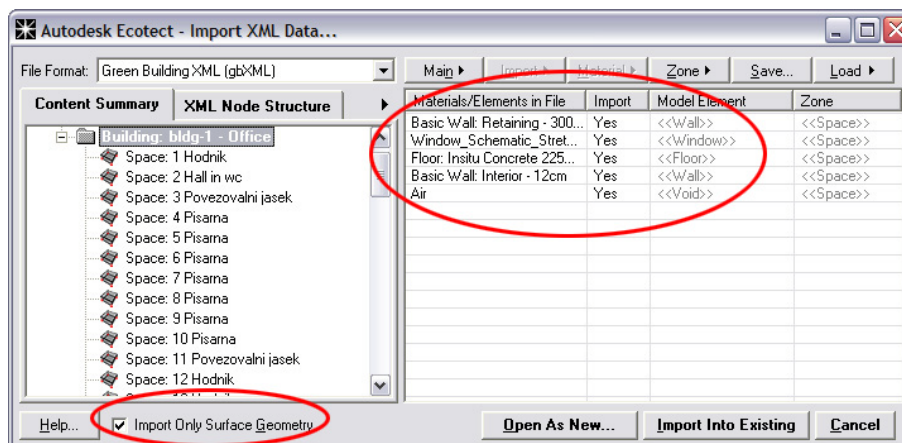 Autodesk Ecotect - Import XML Data...
File Format: Green Building XML (gbXML) Main Import Material Zone Save... Load
Content Summary XML Node Structure
Building: bldg-1 - Office
Space: 1 Hodnik
Space: 2 Hall in wc
Space: 3 Povezovalni jasek
Space: 4 Pisarna
Space: 5 Pisarna
Space: 6 Pisarna
Space: 7 Pisarna
Space: 8 Pisarna
Space: 9 Pisarna
Space: 10 Pisarna
Space: 11 Povezovalni jasek
Space: 12 Hodnik
Materials/Elements in File Import Model Element Zone
Basic Wall: Retaining - 300... Yes <<Wall>> <<Space>>
Window_Schematic_Stret... Yes <<Window>> <<Space>>
Floor: Insitu Concrete 225... Yes <<Floor>> <<Space>>
Basic Wall: Interior - 12cm Yes <<Wall>> <<Space>>
Air Yes <<Void>> <<Space>>
Help... Import Only Surface Geometry Open As New... Import Into Existing Cancel